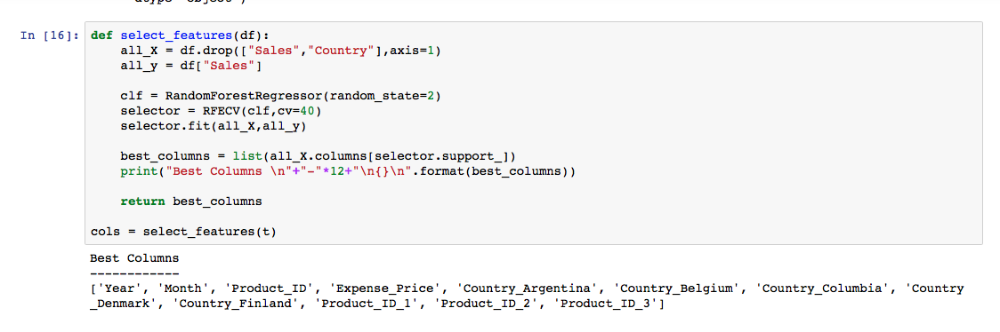 In [16]: def select_features(df):
    all_X = df.drop(["Sales","Country"],axis=1)
    all_y = df["Sales"]
    clf = RandomForestRegressor(random_state=2)
    selector = RFECV(clf,cv=40)
    selector.fit(all_X,all_y)
    best_columns = list(all_X.columns[selector.support_])
    print("Best Columns \n"+"-"*12+"\n{}\n".format(best_columns))
    return best_columns
cols = select_features(t)
Best Columns
------------
['Year', 'Month', 'Product_ID', 'Expense_Price', 'Country_Argentina', 'Country_Belgium', 'Country_Columbia', 'Country
_Denmark', 'Country_Finland', 'Product_ID_1', 'Product_ID_2', 'Product_ID_3']